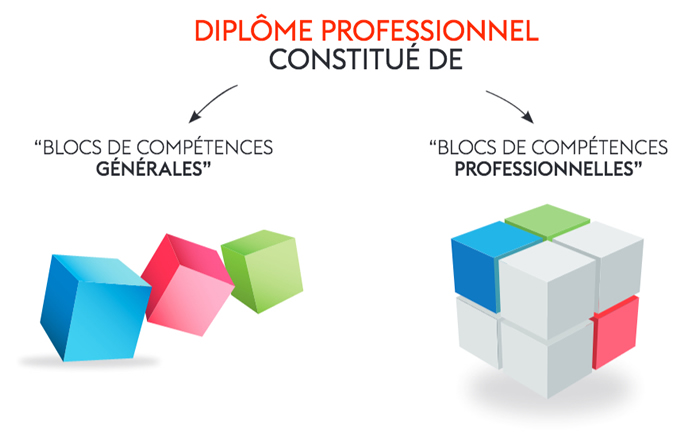 DIPLÔME PROFESSIONNEL
CONSTITUÉ DE
“BLOCS DE COMPÉTENCES
GÉNÉRALES”
“BLOCS DE COMPÉTENCES
PROFESSIONNELLES”